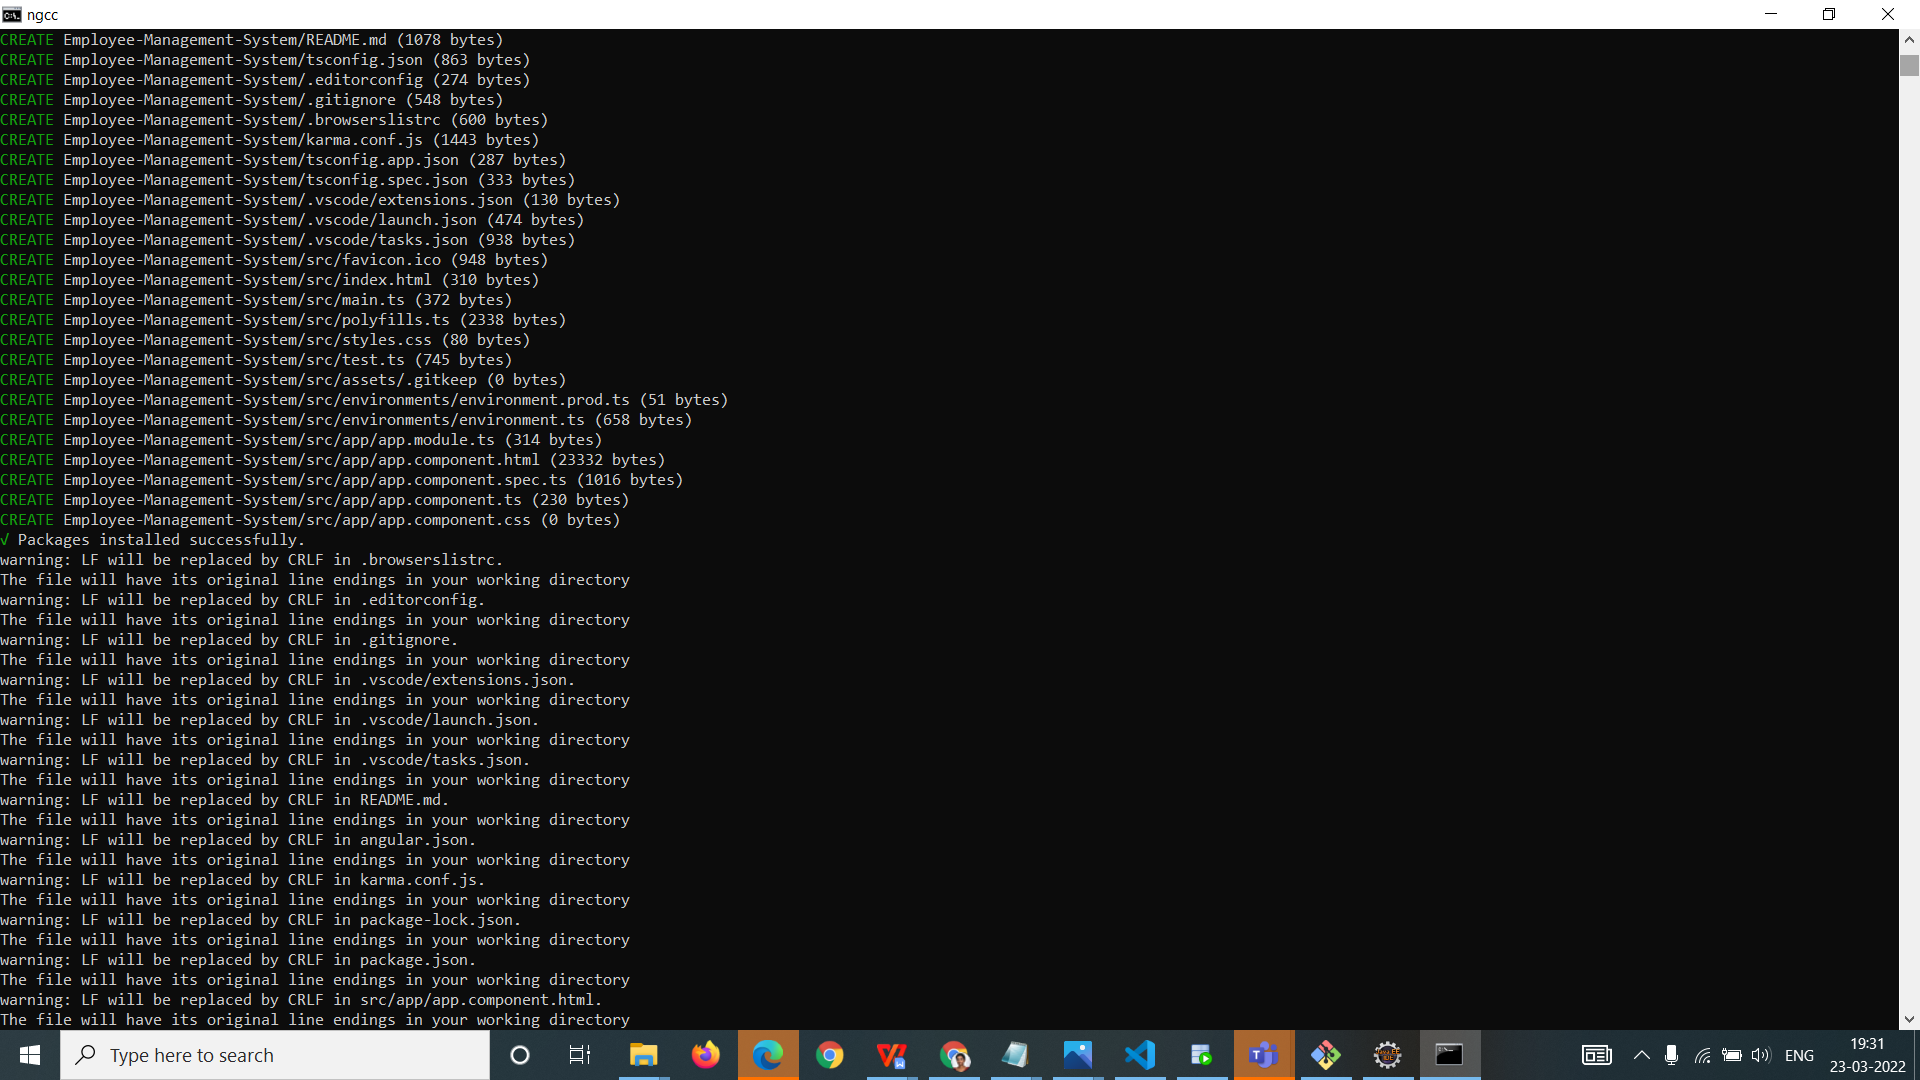 ngcc
CREATE Employee-Management-System/README.md (1078 bytes)
CREATE Employee-Management-System/tsconfig.json (863 bytes)
CREATE Employee-Management-System/.editorconfig (274 bytes)
CREATE Employee-Management-System/.gitignore (548 bytes)
CREATE Employee-Management-System/.browserslistrc (600 bytes)
CREATE Employee-Management-System/karma.conf.js (1443 bytes)
CREATE Employee-Management-System/tsconfig.app.json (287 bytes)
CREATE Employee-Management-System/tsconfig.spec.json (333 bytes)
CREATE Employee-Management-System/.vscode/extensions.json (130 bytes)
CREATE Employee-Management-System/.vscode/launch.json (474 bytes)
CREATE Employee-Management-System/.vscode/tasks.json (938 bytes)
CREATE Employee-Management-System/src/favicon.ico (948 bytes)
CREATE Employee-Management-System/src/index.html (310 bytes)
CREATE Employee-Management-System/src/main.ts (372 bytes)
CREATE Employee-Management-System/src/polyfills.ts (2338 bytes)
CREATE Employee-Management-System/src/styles.css (80 bytes)
CREATE Employee-Management-System/src/test.ts (745 bytes)
CREATE Employee-Management-System/src/assets/.gitkeep (0 bytes)
CREATE Employee-Management-System/src/environments/environment.prod.ts (51 bytes)
CREATE Employee-Management-System/src/environments/environment.ts (658 bytes)
CREATE Employee-Management-System/src/app/app.module.ts (314 bytes)
CREATE Employee-Management-System/src/app/app.component.html (23332 bytes)
CREATE Employee-Management-System/src/app/app.component.spec.ts (1016 bytes)
CREATE Employee-Management-System/src/app/app.component.ts (230 bytes)
CREATE Employee-Management-System/src/app/app.component.css (0 bytes)
√ Packages installed successfully.
warning: LF will be replaced by CRLF in .browserslistrc.
The file will have its original line endings in your working directory
warning: LF will be replaced by CRLF in .editorconfig.
The file will have its original line endings in your working directory
warning: LF will be replaced by CRLF in .gitignore.
The file will have its original line endings in your working directory
warning: LF will be replaced by CRLF in .vscode/extensions.json.
The file will have its original line endings in your working directory
warning: LF will be replaced by CRLF in .vscode/launch.json.
The file will have its original line endings in your working directory
warning: LF will be replaced by CRLF in .vscode/tasks.json.
The file will have its original line endings in your working directory
warning: LF will be replaced by CRLF in README.md.
The file will have its original line endings in your working directory
warning: LF will be replaced by CRLF in angular.json.
The file will have its original line endings in your working directory
warning: LF will be replaced by CRLF in karma.conf.js.
The file will have its original line endings in your working directory
warning: LF will be replaced by CRLF in package-lock.json.
The file will have its original line endings in your working directory
warning: LF will be replaced by CRLF in package.json.
The file will have its original line endings in your working directory
warning: LF will be replaced by CRLF in src/app/app.component.html.
The file will have its original line endings in your working directory
Type here to search
ENG
19:31
23-03-2022